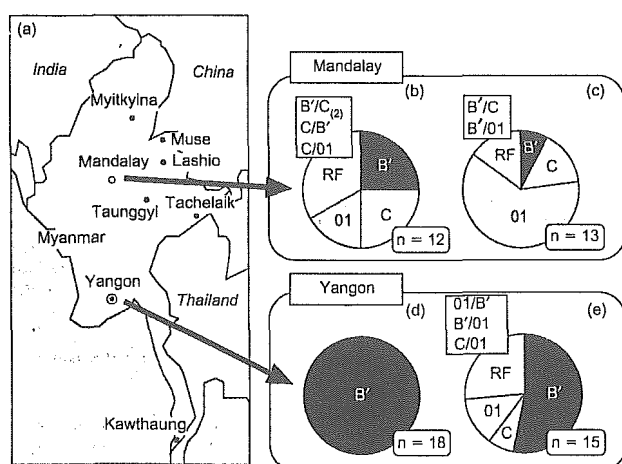 (a)
India
China
Myitkyina
Muse
Lashio
Mandalay
Taunggyi
Tachelaik
Myanmar
Yangon
Thailand
Kawthaung
Mandalay
(b)
B′/C(2)
C/B′
C/01
RF
B′
01
C
n = 12
(c)
B′/C
B′/01
RF
B′
C
01
n = 13
Yangon
(d)
B′
n = 18
(e)
01/B′
B′/01
C/01
RF
B′
01
C
n = 15